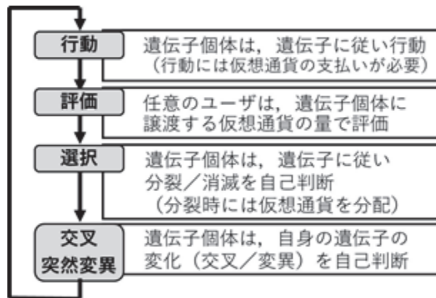 行動
遺伝子個体は，遺伝子に従い行動
（行動には仮想通貨の支払いが必要）
評価
任意のユーザは，遺伝子個体に
譲渡する仮想通貨の量で評価
選択
遺伝子個体は，遺伝子に従い
分裂／消滅を自己判断
（分裂時には仮想通貨を分配）
交叉
突然変異
遺伝子個体は，自身の遺伝子の
変化（交叉／変異）を自己判断